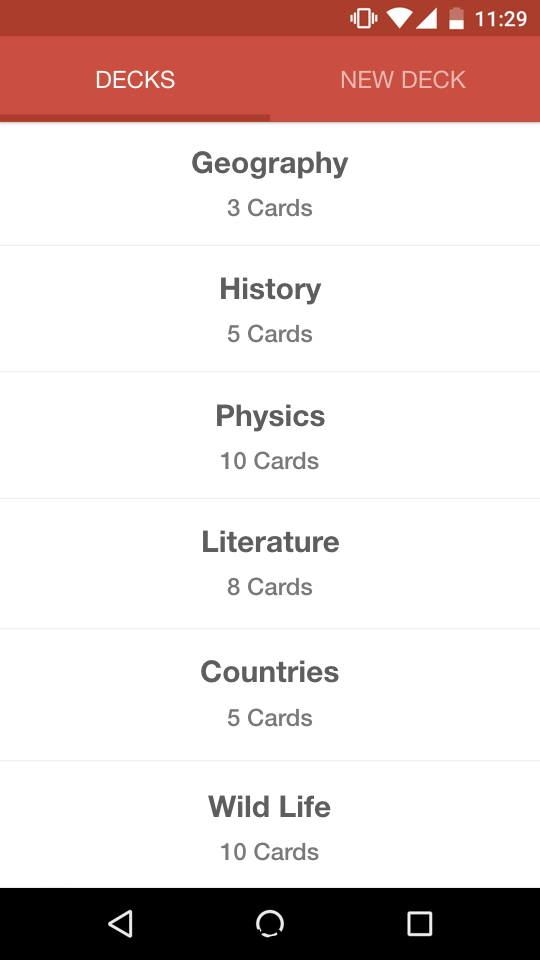 11:29
DECKS NEW DECK
Geography
3 Cards
History
5 Cards
Physics
10 Cards
Literature
8 Cards
Countries
5 Cards
Wild Life
10 Cards